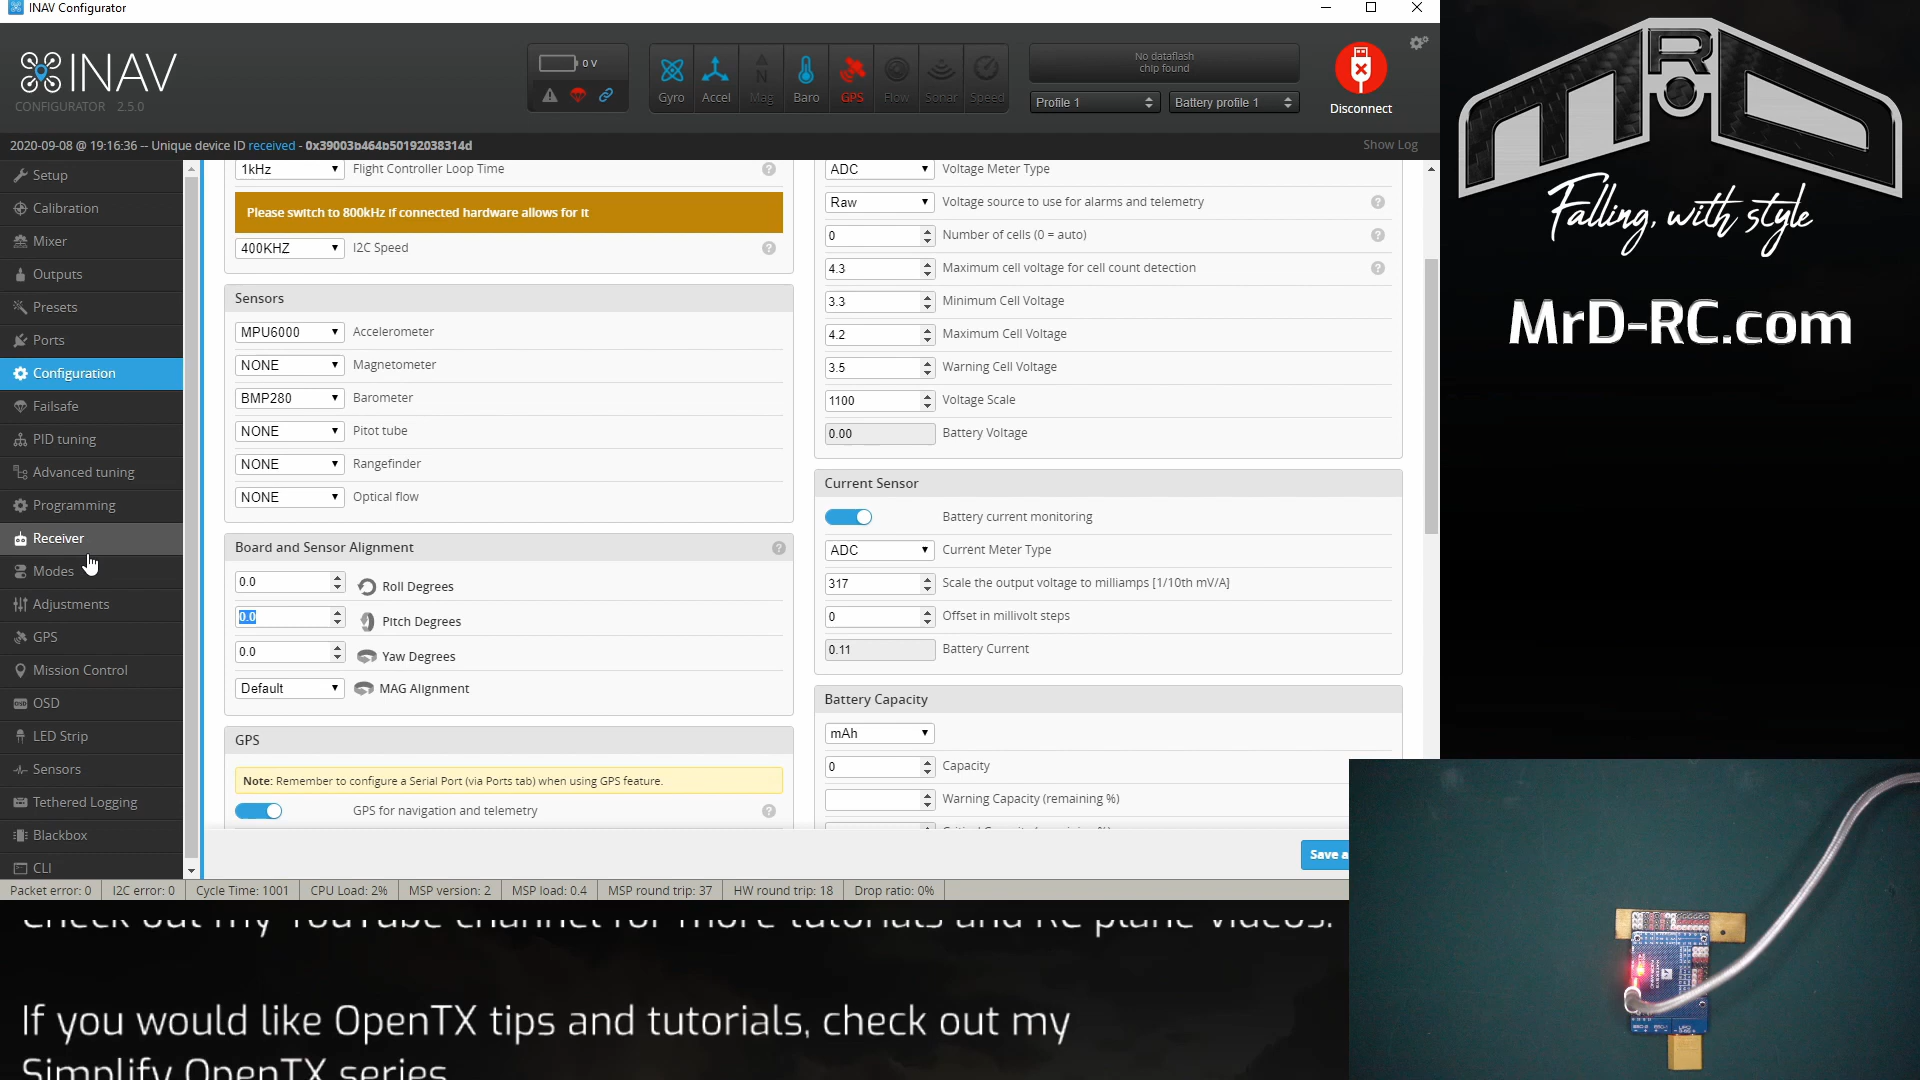 INAV Configurator
INAV
CONFIGURATOR 2.5.0
0 V
Gyro
Accel
Mag
Baro
GPS
Flow
Sonar
Speed
No dataflash
chip found
Profile 1
Battery profile 1
Disconnect
2020-09-08 @ 19:16:36 -- Unique device ID received - 0x39003b464b50192038314d
Show Log
Setup
Calibration
Mixer
Outputs
Presets
Ports
Configuration
Failsafe
PID tuning
Advanced tuning
Programming
Receiver
Modes
Adjustments
GPS
Mission Control
OSD
LED Strip
Sensors
Tethered Logging
Blackbox
CLI
1kHz Flight Controller Loop Time
Please switch to 800kHz if connected hardware allows for it
400KHZ I2C Speed
Sensors
MPU6000 Accelerometer
NONE Magnetometer
BMP280 Barometer
NONE Pitot tube
NONE Rangefinder
NONE Optical flow
Board and Sensor Alignment
0.0 Roll Degrees
0.0 Pitch Degrees
0.0 Yaw Degrees
Default MAG Alignment
GPS
Note: Remember to configure a Serial Port (via Ports tab) when using GPS feature.
GPS for navigation and telemetry
ADC Voltage Meter Type
Raw Voltage source to use for alarms and telemetry
0 Number of cells (0 = auto)
4.3 Maximum cell voltage for cell count detection
3.3 Minimum Cell Voltage
4.2 Maximum Cell Voltage
3.5 Warning Cell Voltage
1100 Voltage Scale
0.00 Battery Voltage
Current Sensor
Battery current monitoring
ADC Current Meter Type
317 Scale the output voltage to milliamps [1/10th mV/A]
0 Offset in millivolt steps
0.11 Battery Current
Battery Capacity
mAh
0 Capacity
Warning Capacity (remaining %)
Save a
Packet error: 0
I2C error: 0
Cycle Time: 1001
CPU Load: 2%
MSP version: 2
MSP load: 0.4
MSP round trip: 37
HW round trip: 18
Drop ratio: 0%
MRD
Falling, with style
MrD-RC.com
check out my YouTube channel for more tutorials and RC plane videos.
If you would like OpenTX tips and tutorials, check out my
Simplify OpenTX series